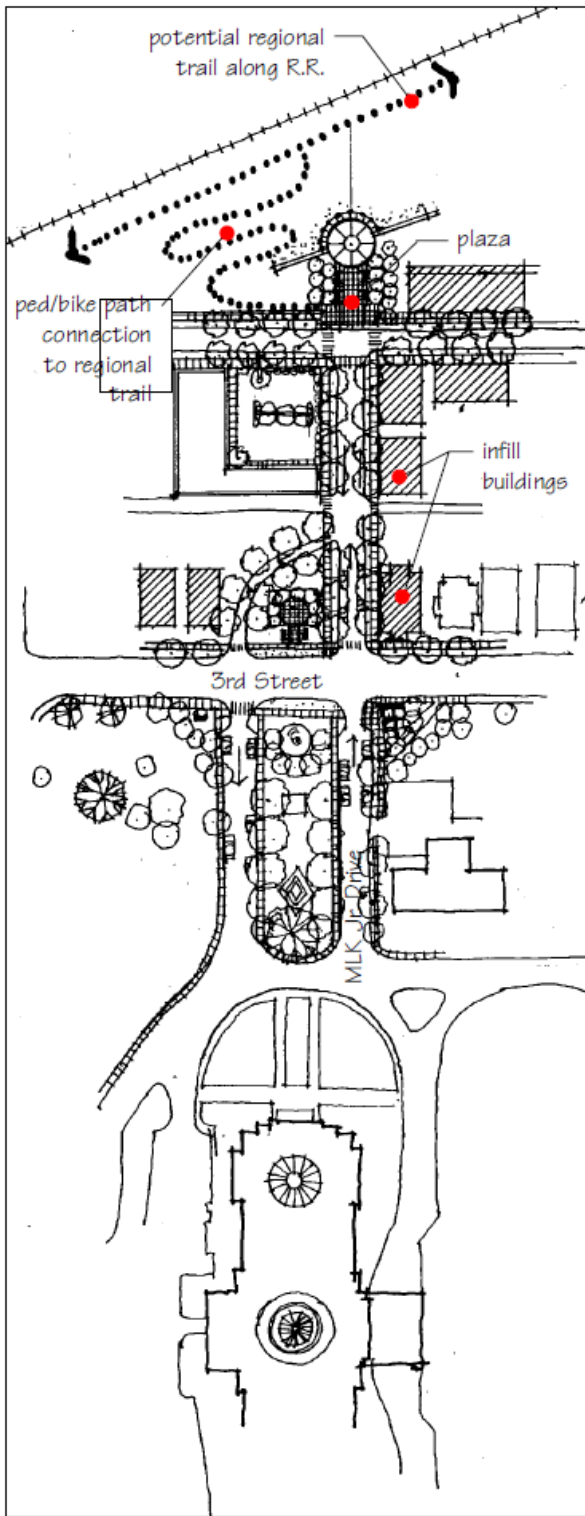 potential regional
trail along R.R.
plaza
ped/bike path
connection
to regional
trail
infill
buildings
3rd Street
MLK Jr. Drive